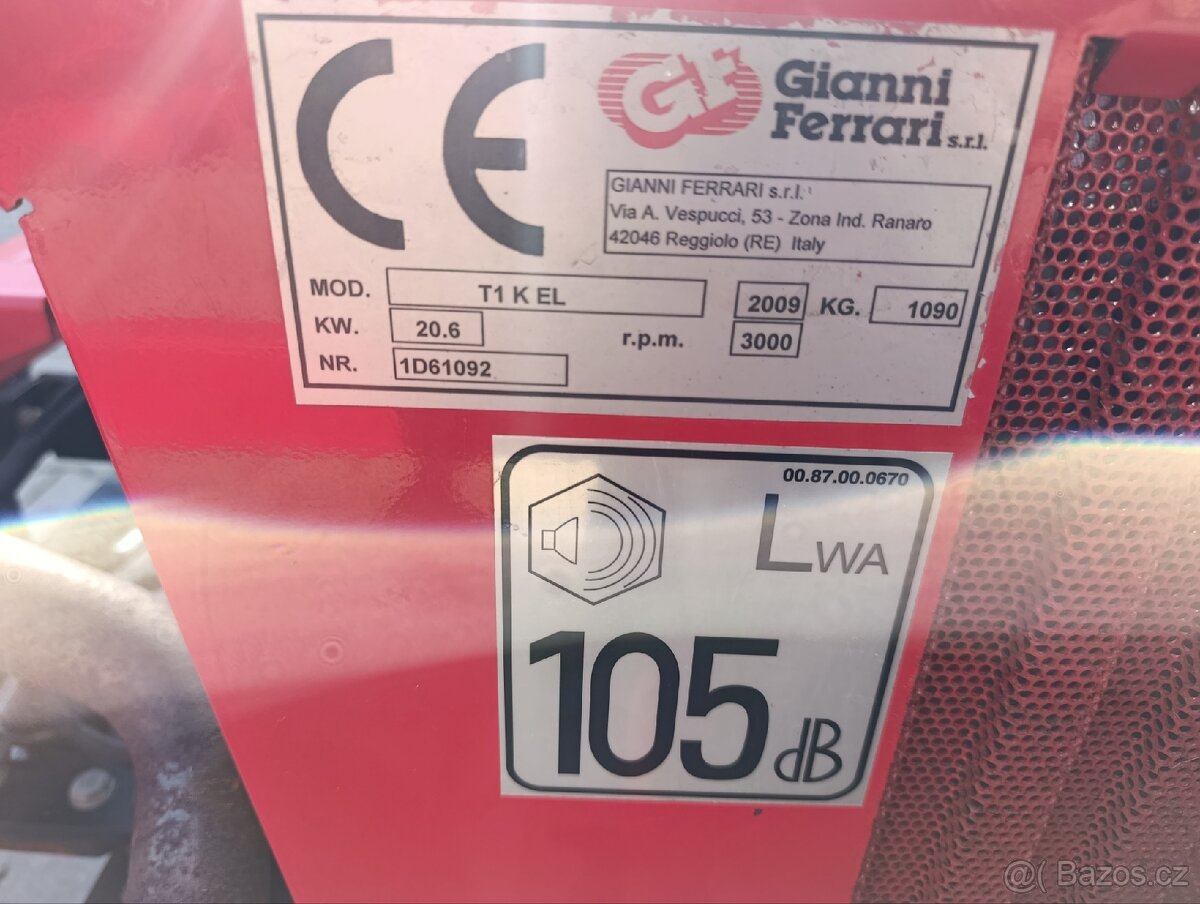 CE
GF
Gianni
Ferrari s.r.l.
GIANNI FERRARI s.r.l.
Via A. Vespucci, 53 - Zona Ind. Ranaro
42046 Reggiolo (RE) Italy
MOD. T1 K EL 2009 KG. 1090
KW. 20.6 r.p.m. 3000
NR. 1D61092
00.87.00.0670
LWA
105 dB
@( Bazos.cz